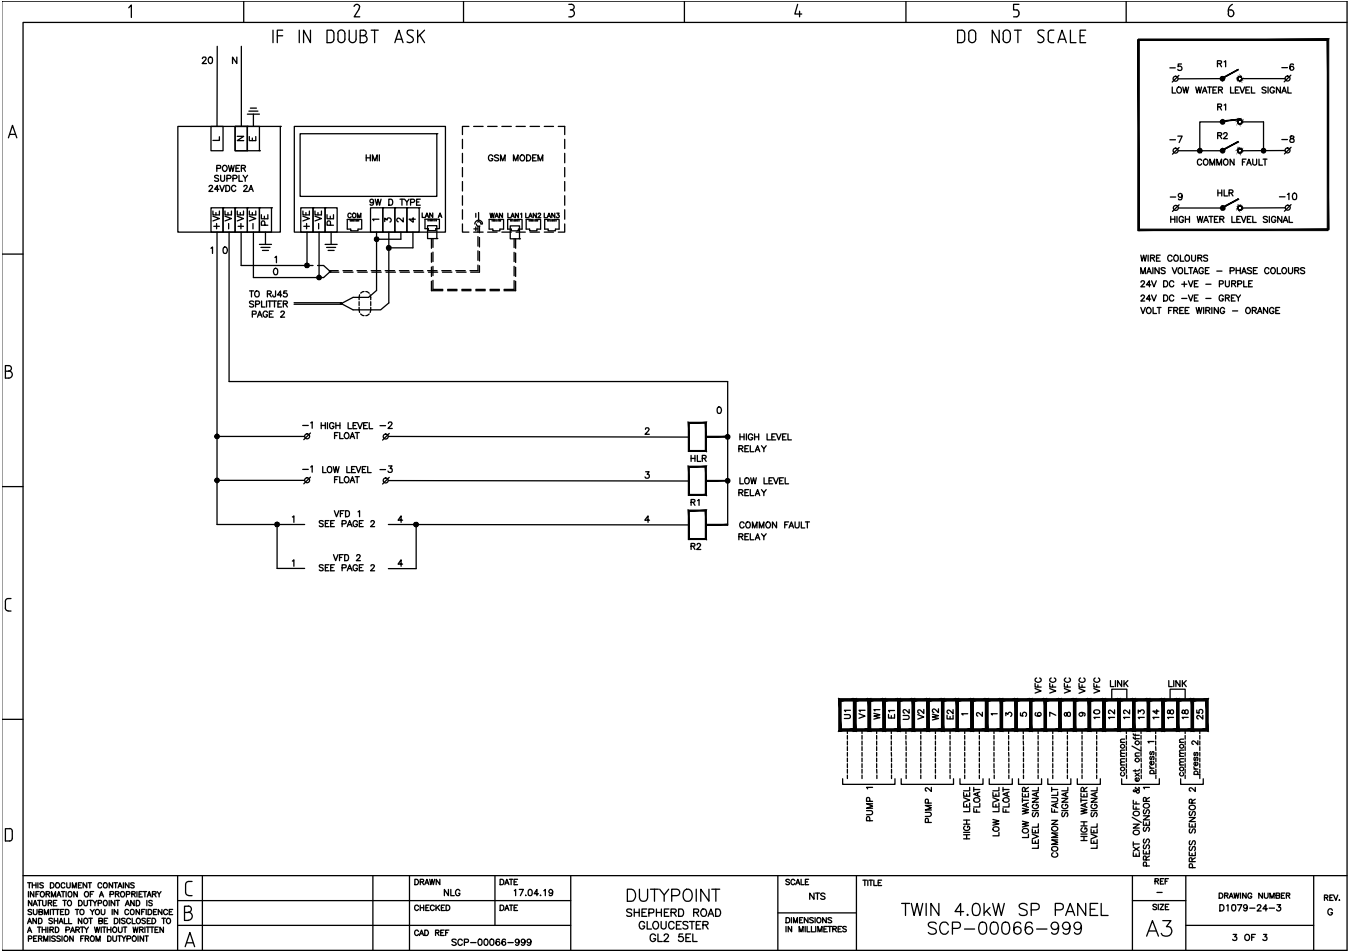 1 2 3 4 5 6
IF IN DOUBT ASK
DO NOT SCALE
A
B
C
D
20 N
L N E
POWER
SUPPLY
24VDC 2A
+VE -VE +VE -VE PE
HMI
9W D TYPE
+VE -VE PE
COM
1 3 2 4
LAN A
GSM MODEM
WAN LAN1 LAN2 LAN3
1 0
1
0
TO RJ45
SPLITTER
PAGE 2
R1
-5 -6
LOW WATER LEVEL SIGNAL
R1
R2
-7 -8
COMMON FAULT
HLR
-9 -10
HIGH WATER LEVEL SIGNAL
WIRE COLOURS
MAINS VOLTAGE - PHASE COLOURS
24V DC +VE - PURPLE
24V DC -VE - GREY
VOLT FREE WIRING - ORANGE
0
-1 HIGH LEVEL -2
FLOAT
2
HLR
HIGH LEVEL
RELAY
-1 LOW LEVEL -3
FLOAT
3
R1
LOW LEVEL
RELAY
1 VFD 1 4
SEE PAGE 2
4
R2
COMMON FAULT
RELAY
1 VFD 2 4
SEE PAGE 2
VFC VFC VFC VFC VFC
LINK LINK
U1 V1 W1 E1 U2 V2 W2 E2 1 2 1 3 5 6 7 8 9 10 12 12 13 14 18 18 25
common
ext on/off
press 1
common
press 2
PUMP 1
PUMP 2
HIGH LEVEL
FLOAT
LOW LEVEL
FLOAT
LOW WATER
LEVEL SIGNAL
COMMON FAULT
SIGNAL
HIGH WATER
LEVEL SIGNAL
EXT ON/OFF &
PRESS SENSOR 1
PRESS SENSOR 2
THIS DOCUMENT CONTAINS
INFORMATION OF A PROPRIETARY
NATURE TO DUTYPOINT AND IS
SUBMITTED TO YOU IN CONFIDENCE
AND SHALL NOT BE DISCLOSED TO
A THIRD PARTY WITHOUT WRITTEN
PERMISSION FROM DUTYPOINT
C
B
A
DRAWN
NLG
DATE
17.04.19
CHECKED
DATE
CAD REF
SCP-00066-999
DUTYPOINT
SHEPHERD ROAD
GLOUCESTER
GL2 5EL
SCALE
NTS
DIMENSIONS
IN MILLIMETRES
TITLE
TWIN 4.0kW SP PANEL
SCP-00066-999
REF
-
SIZE
A3
DRAWING NUMBER
D1079-24-3
3 OF 3
REV.
G